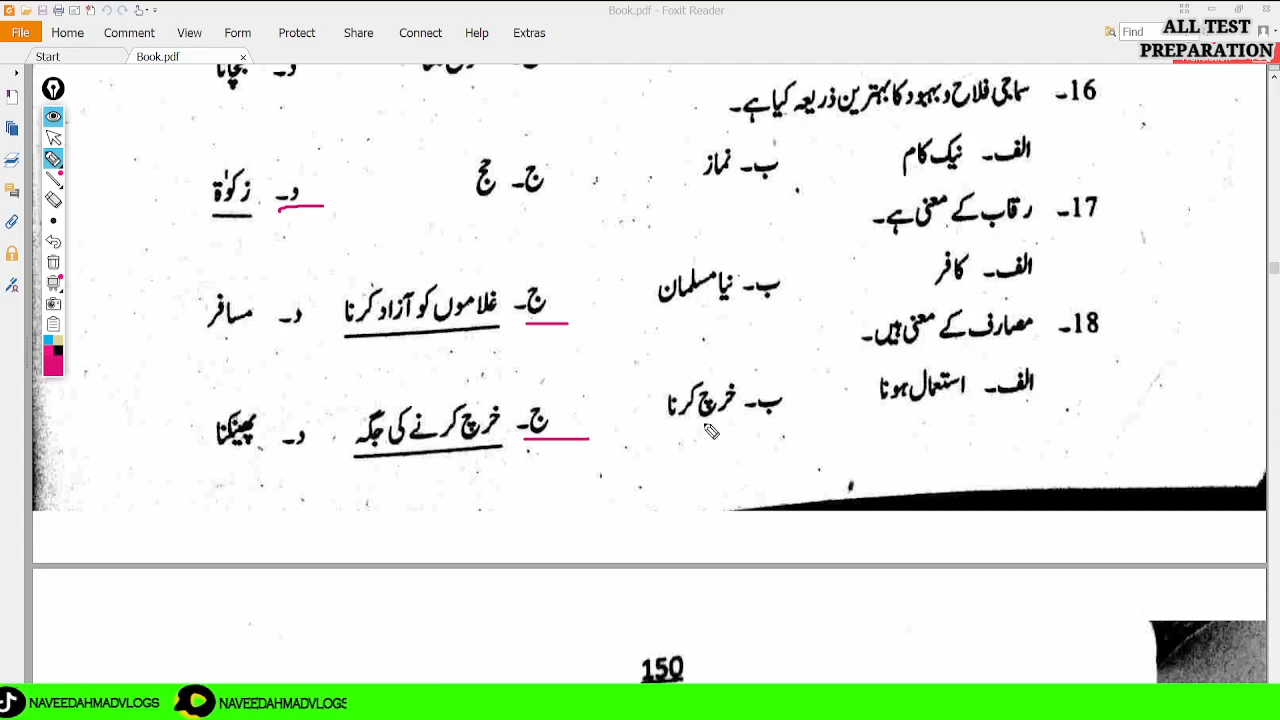 Book.pdf - Foxit Reader
File Home Comment View Form Protect Share Connect Help Extras
Find
ALL TEST
PREPARATION
Start Book.pdf
16۔ سماجی فلاح و بہبود کا بہترین ذریعہ کیا ہے۔
الف۔ نیک کام ب۔ نماز ج۔ حج د۔ زکوٰۃ
17۔ رقاب کے معنی ہے۔
الف۔ کافر ب۔ نیا مسلمان ج۔ غلاموں کو آزاد کرنا د۔ مسافر
18۔ مصارف کے معنی ہیں۔
الف۔ استعمال ہونا ب۔ خرچ کرنا ج۔ خرچ کرنے کی جگہ د۔ پھینکنا
150
NAVEEDAHMADVLOGS NAVEEDAHMADVLOGS